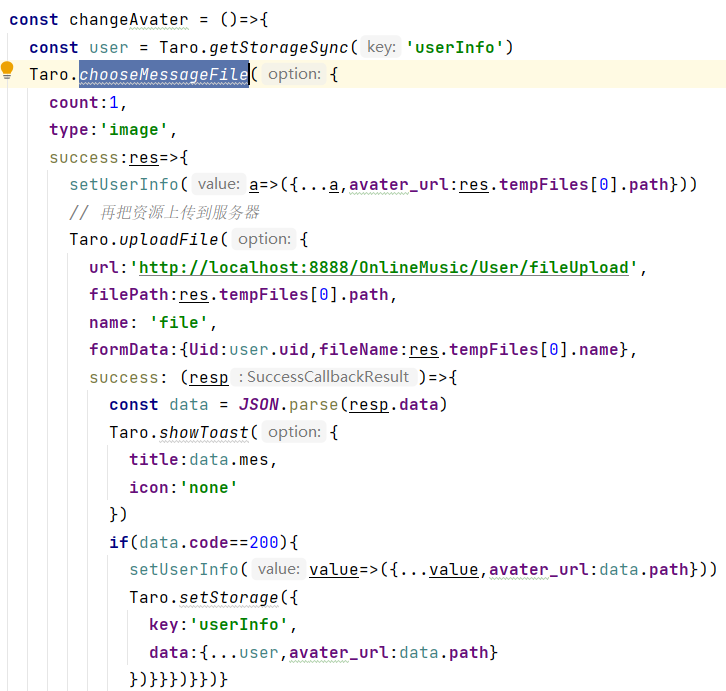 const changeAvater = ()=>{
const user = Taro.getStorageSync( key: 'userInfo')
Taro.chooseMessageFile( option: {
count:1,
type:'image',
success:res=>{
setUserInfo( value: a=>({...a,avater_url:res.tempFiles[0].path}))
// 再把资源上传到服务器
Taro.uploadFile( option: {
url:'http://localhost:8888/OnlineMusic/User/fileUpload',
filePath:res.tempFiles[0].path,
name: 'file',
formData:{Uid:user.uid,fileName:res.tempFiles[0].name},
success: (resp : SuccessCallbackResult )=>{
const data = JSON.parse(resp.data)
Taro.showToast( option: {
title:data.mes,
icon:'none'
})
if(data.code==200){
setUserInfo( value: value=>({...value,avater_url:data.path}))
Taro.setStorage({
key:'userInfo',
data:{...user,avater_url:data.path}
})}}})}})}